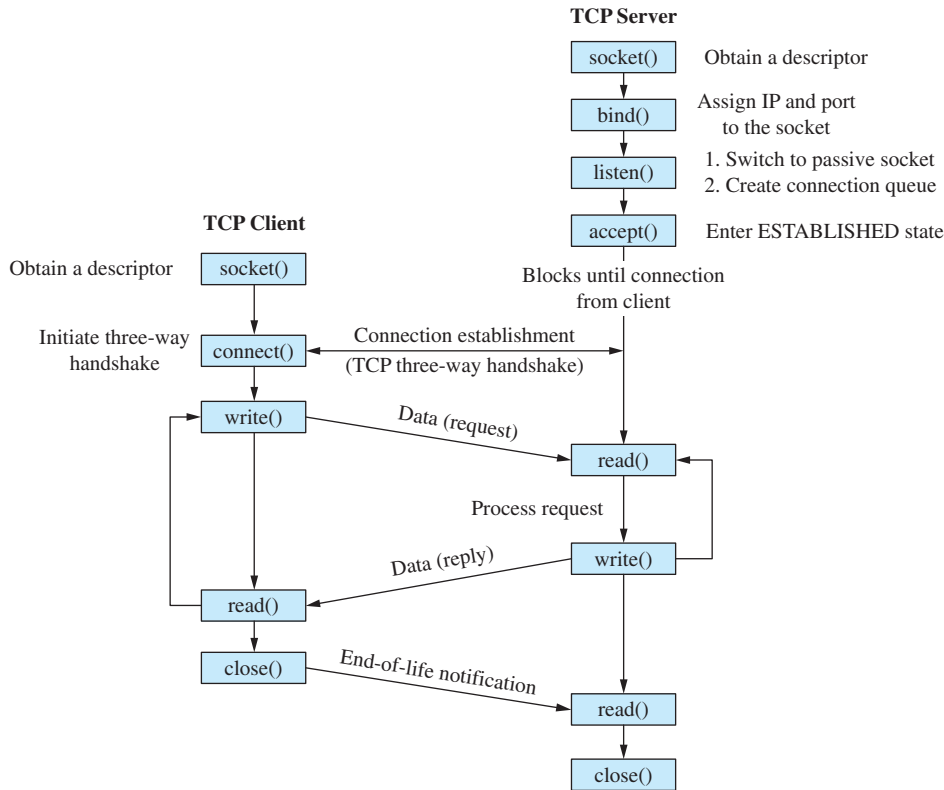 TCP Server
socket()
Obtain a descriptor
bind()
Assign IP and port
to the socket
listen()
1. Switch to passive socket
2. Create connection queue
accept()
Enter ESTABLISHED state
Blocks until connection
from client
TCP Client
Obtain a descriptor
socket()
Initiate three-way
handshake
connect()
Connection establishment
(TCP three-way handshake)
write()
Data (request)
read()
Process request
write()
Data (reply)
read()
close()
End-of-life notification
read()
close()